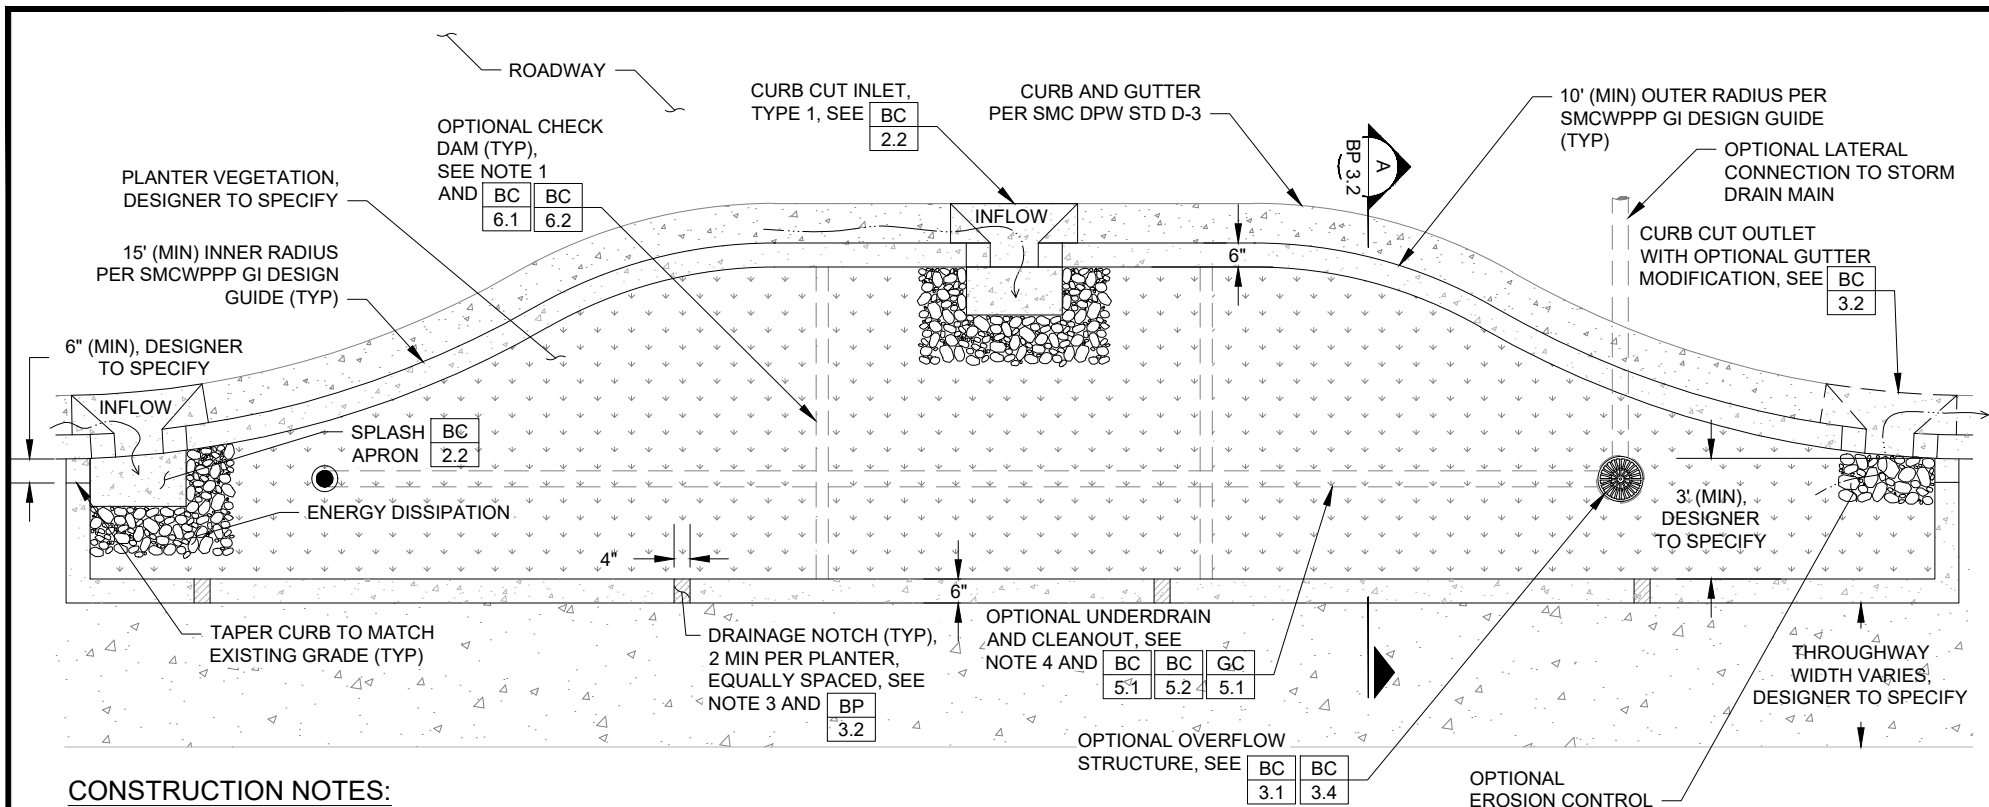 ROADWAY
CURB CUT INLET,
TYPE 1, SEE BC 2.2
CURB AND GUTTER
PER SMC DPW STD D-3
10' (MIN) OUTER RADIUS PER
SMCWPPP GI DESIGN GUIDE
(TYP)
OPTIONAL CHECK
DAM (TYP),
SEE NOTE 1
AND BC 6.1 BC 6.2
A
BP 3.2
OPTIONAL LATERAL
CONNECTION TO STORM
DRAIN MAIN
PLANTER VEGETATION,
DESIGNER TO SPECIFY
INFLOW
15' (MIN) INNER RADIUS
PER SMCWPPP GI DESIGN
GUIDE (TYP)
6"
CURB CUT OUTLET
WITH OPTIONAL GUTTER
MODIFICATION, SEE BC 3.2
6" (MIN), DESIGNER
TO SPECIFY
INFLOW
SPLASH
APRON BC 2.2
ENERGY DISSIPATION
3' (MIN),
DESIGNER
TO SPECIFY
4"
6"
TAPER CURB TO MATCH
EXISTING GRADE (TYP)
DRAINAGE NOTCH (TYP),
2 MIN PER PLANTER,
EQUALLY SPACED, SEE
NOTE 3 AND BP 3.2
OPTIONAL UNDERDRAIN
AND CLEANOUT, SEE
NOTE 4 AND BC 5.1 BC 5.2 GC 5.1
THROUGHWAY
WIDTH VARIES,
DESIGNER TO SPECIFY
OPTIONAL OVERFLOW
STRUCTURE, SEE BC 3.1 BC 3.4
OPTIONAL
EROSION CONTROL
CONSTRUCTION NOTES: